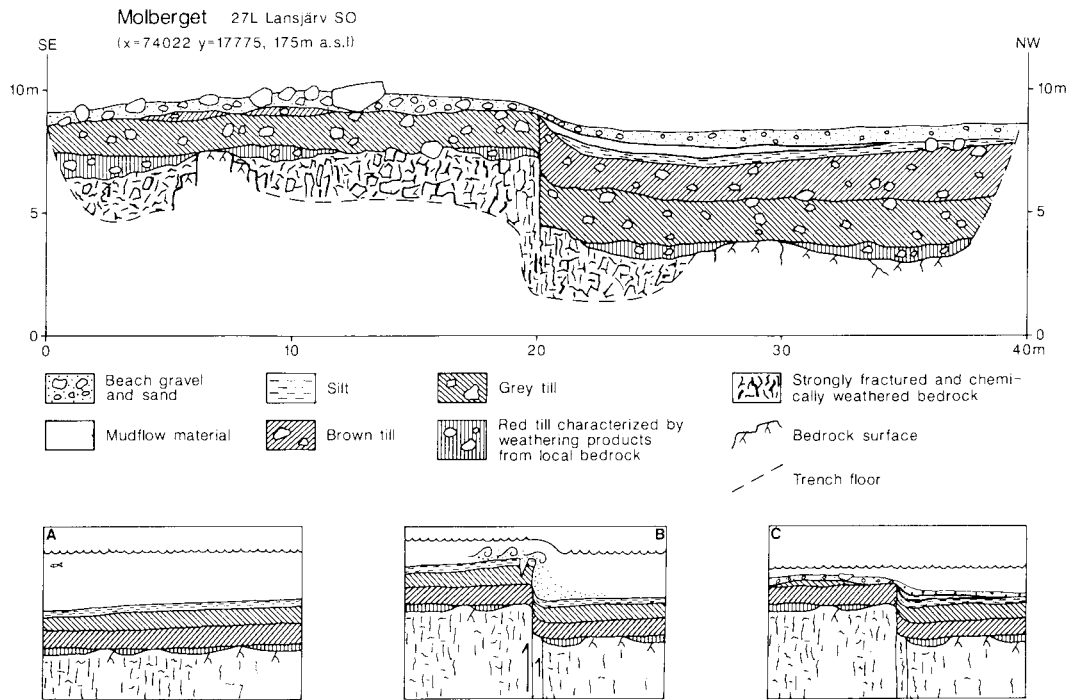 Molberget 27L Lansjärv SO
(x=74022 y=17775, 175m a.s.l)
SE
NW
10m
10m
5
5
0
0
0
10
20
30
40m
Beach gravel
and sand
Silt
Grey till
Strongly fractured and chemi-
cally weathered bedrock
Mudflow material
Brown till
Red till characterized by
weathering products
from local bedrock
Bedrock surface
Trench floor
A
B
C